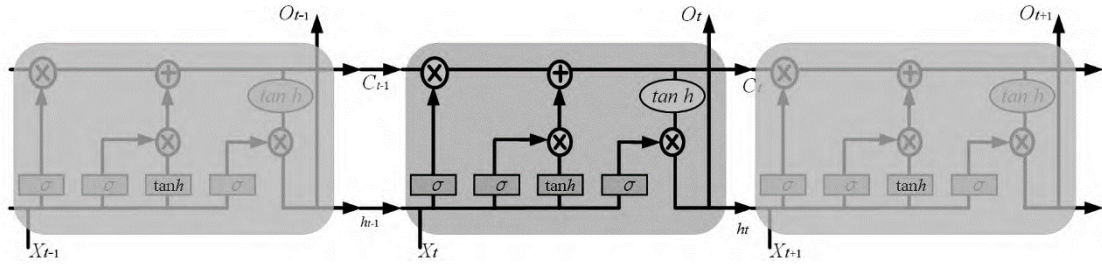 Ot-1 Ot Ot+1
Ct-1 Ct
tan h tan h tan h
σ σ tanh σ σ σ tanh σ σ σ tanh σ
ht-1 ht
Xt-1 Xt Xt+1